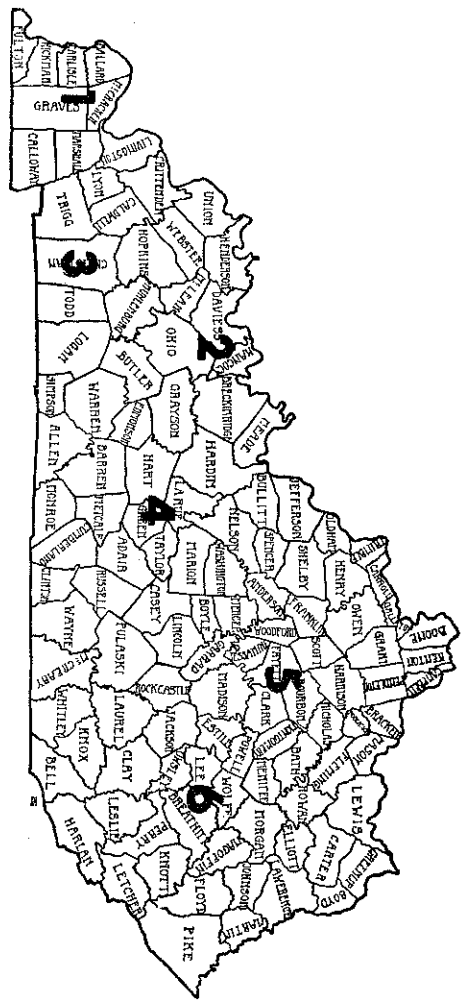 FULTON
HICKMAN
CARLISLE
BALLARD
McCRACKEN
GRAVES
1
CALLOWAY
MARSHALL
LIVINGSTON
LYON
CRITTENDEN
TRIGG
CALDWELL
UNION
WEBSTER
HENDERSON
HOPKINS
3
TODD
McLEAN
DAVIESS
2
HANCOCK
OHIO
LOGAN
BUTLER
BRECKINRIDGE
MEADE
GRAYSON
SIMPSON
WARREN
EDMONSON
ALLEN
BARREN
HART
HARDIN
LARUE
4
GREEN
MONROE
METCALFE
CUMBERLAND
ADAIR
TAYLOR
MARION
NELSON
BULLITT
JEFFERSON
OLDHAM
SPENCER
SHELBY
HENRY
TRIMBLE
CARROLL
WASHINGTON
ANDERSON
FRANKLIN
OWEN
CLINTON
RUSSELL
CASEY
BOYLE
WOODFORD
SCOTT
GRANT
BOONE
KENTON
CAMPBELL
PENDLETON
WAYNE
PULASKI
LINCOLN
GARRARD
5
BOURBON
HARRISON
McCREARY
ROCKCASTLE
MADISON
CLARK
NICHOLAS
BRACKEN
MASON
WHITLEY
LAUREL
JACKSON
ESTILL
POWELL
MONTGOMERY
BATH
FLEMING
KNOX
CLAY
OWSLEY
LEE
WOLFE
MENIFEE
ROWAN
LEWIS
BELL
LESLIE
PERRY
BREATHITT
6
MORGAN
ELLIOTT
CARTER
GREENUP
BOYD
HARLAN
LETCHER
KNOTT
MAGOFFIN
FLOYD
JOHNSON
LAWRENCE
MARTIN
PIKE